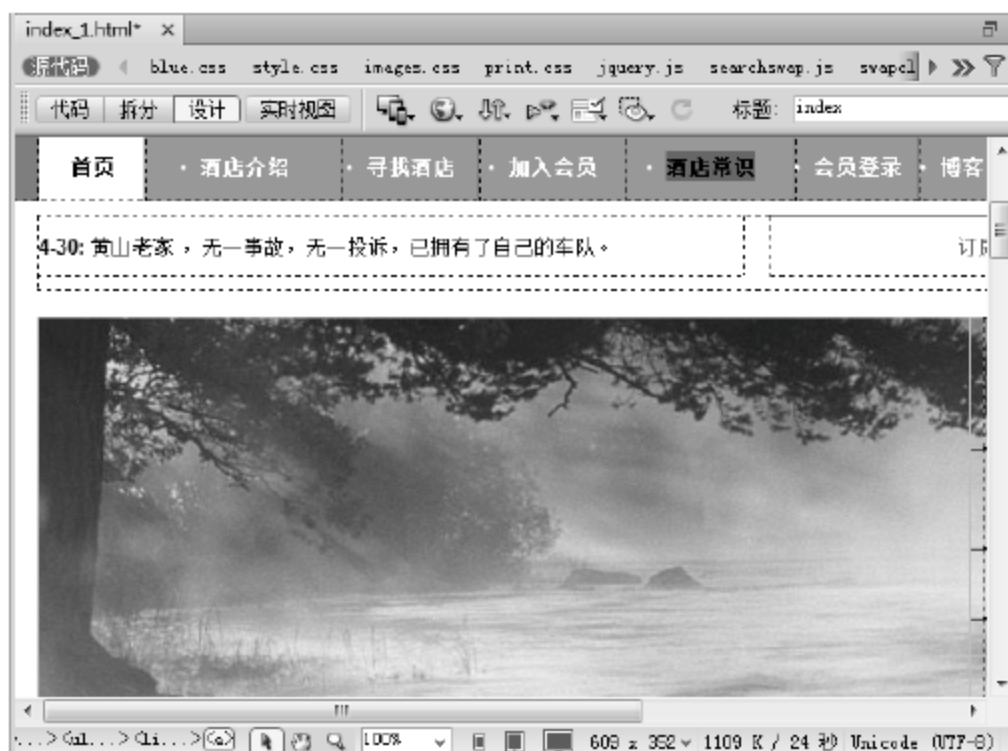 index_1.html* ×
源代码 blue.css style.css images.css print.css jquery.js searchswap.js swapcl
代码 拆分 设计 实时视图 标题: index
首页 · 酒店介绍 · 寻找酒店 · 加入会员 · 酒店常识 · 会员登录 · 博客
4-30: 黄山老家，无一事故，无一投诉，已拥有了自己的车队。
订
...> <ul...> <li...> <a> 100% 609 x 352 1109 K / 24 秒 Unicode (UTF-8)